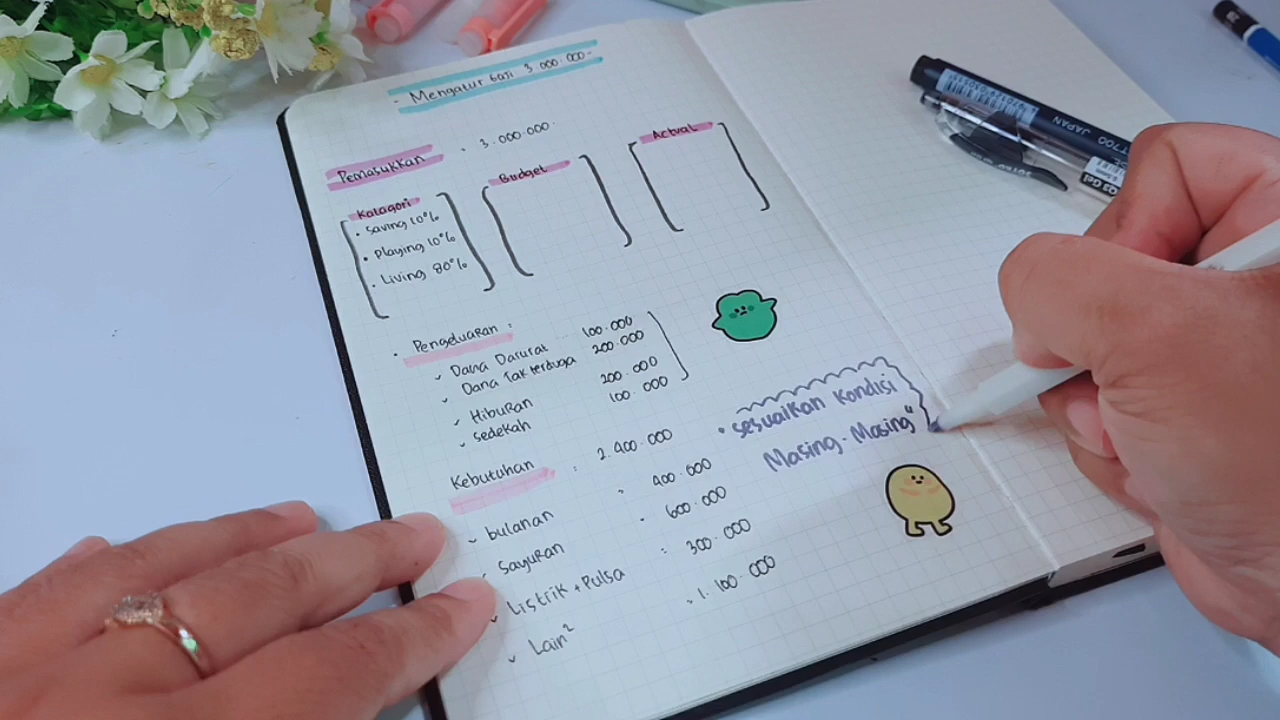 - Mengatur Gaji 3.000.000-
Pemasukkan = 3.000.000-
Katagori Budget Actual
• Saving 10%
• Playing 10%
• Living 80%
• Pengeluaran :
Dana Darurat 100.000
Dana Tak terduga 200.000
Hiburan 200.000
Sedekah 100.000
Kebutuhan : 2.400.000
bulanan = 400.000
Sayuran = 600.000
Listrik + Pulsa = 300.000
Lain² = 1.100.000
• Sesuaikan Kondisi
Masing-Masing"
JAPAN